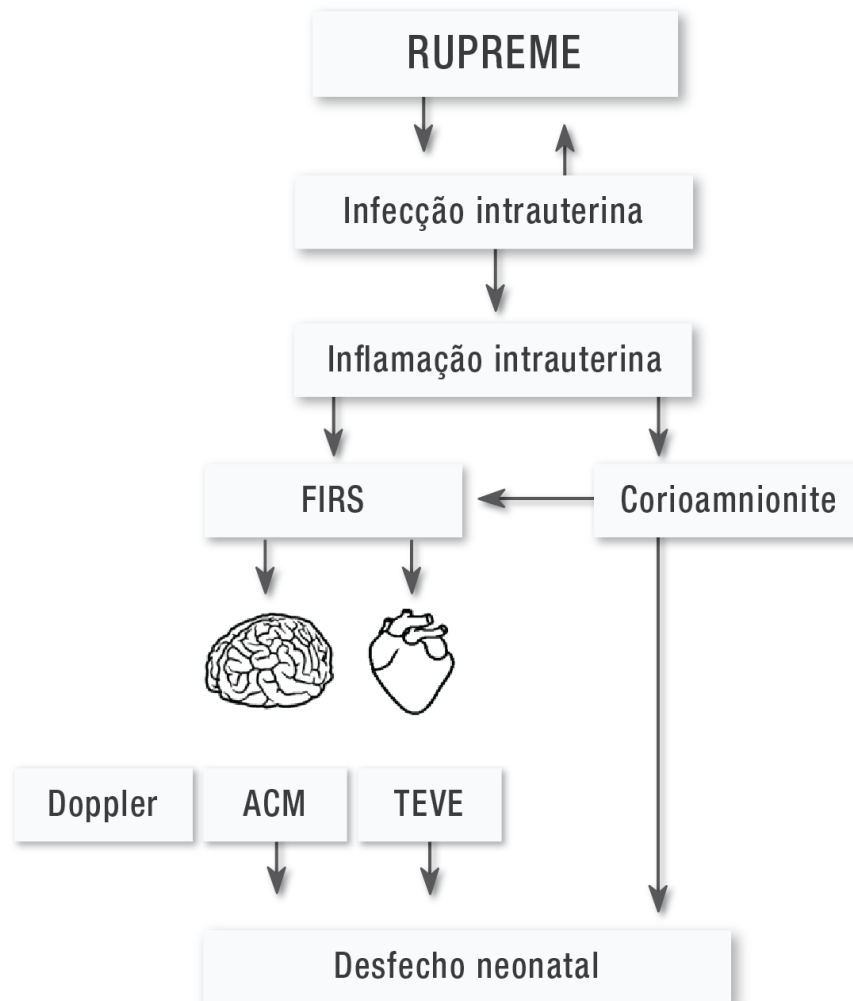 RUPREME
Infecção intrauterina
Inflamação intrauterina
FIRS
Corioamnionite
Doppler
ACM
TEVE
Desfecho neonatal